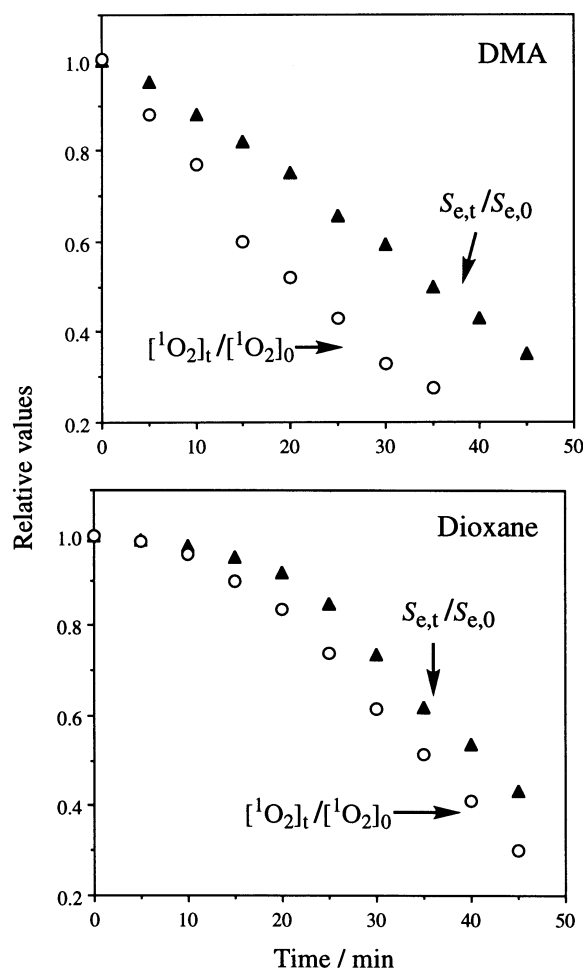 Relative values
DMA
1.0
0.8
0.6
0.4
0.2
S_e,t /S_e,0
[¹O₂]_t/[¹O₂]_0
0 10 20 30 40 50
Dioxane
1.0
0.8
0.6
0.4
0.2
S_e,t /S_e,0
[¹O₂]_t/[¹O₂]_0
0 10 20 30 40 50
Time / min